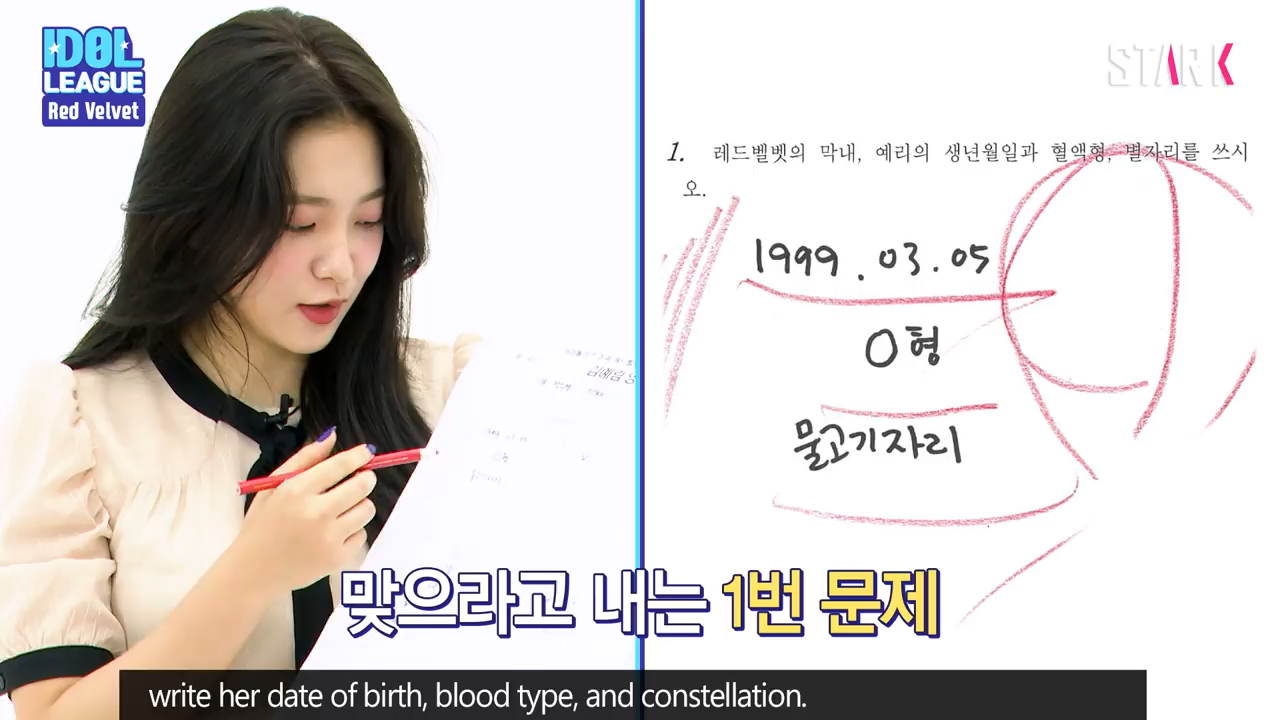 IDOL
LEAGUE
Red Velvet
STAR K
1. 레드벨벳의 막내, 예리의 생년월일과 혈액형, 별자리를 쓰시
오.
1999.03.05
O형
물고기자리
맞으라고 내는 1번 문제
write her date of birth, blood type, and constellation.